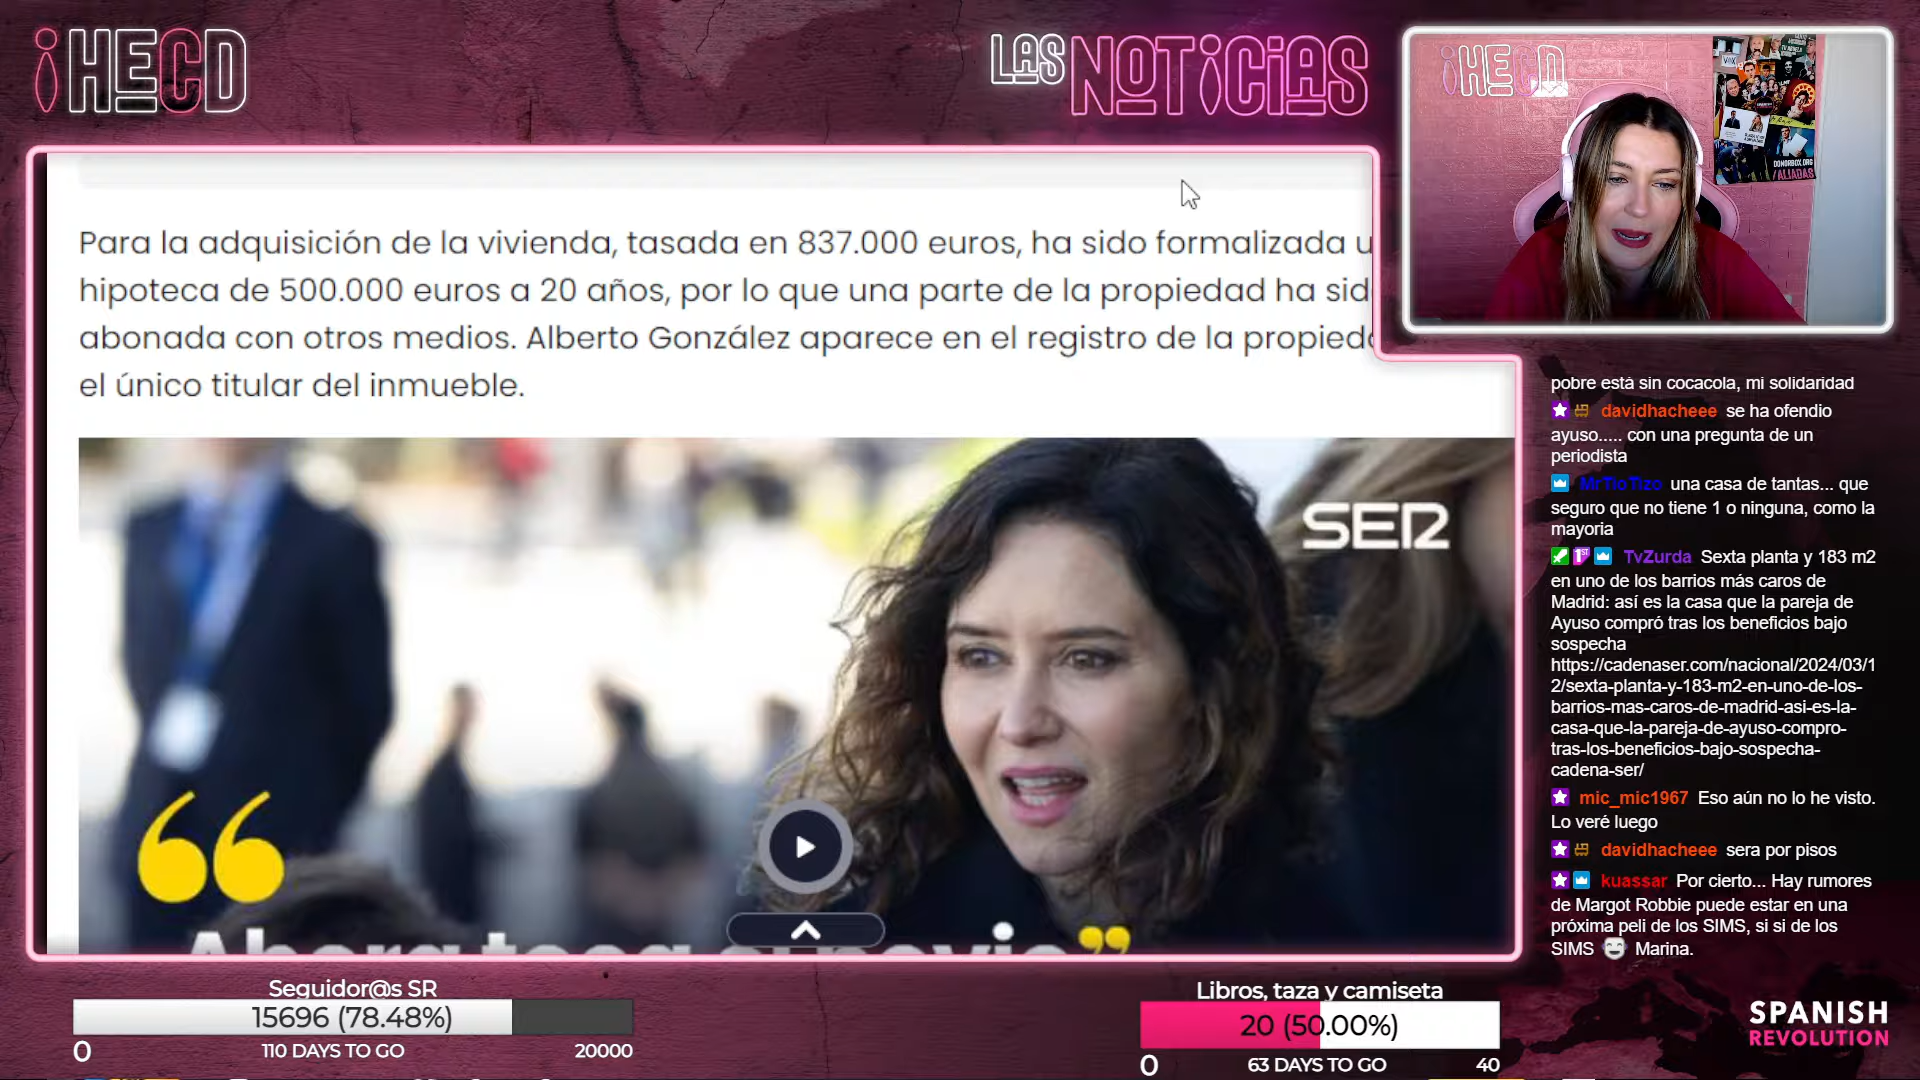 iHECD
LAS NOTICIAS
iHECD
VOX
DONORBOX.ORG
/ALIADAS
Para la adquisición de la vivienda, tasada en 837.000 euros, ha sido formalizada u
hipoteca de 500.000 euros a 20 años, por lo que una parte de la propiedad ha sid
abonada con otros medios. Alberto González aparece en el registro de la propied
el único titular del inmueble.
SER
“
”
pobre está sin cocacola, mi solidaridad
davidhacheee se ha ofendio
ayuso..... con una pregunta de un
periodista
MrTioTizo una casa de tantas... que
seguro que no tiene 1 o ninguna, como la
mayoria
1ST TvZurda Sexta planta y 183 m2
en uno de los barrios más caros de
Madrid: así es la casa que la pareja de
Ayuso compró tras los beneficios bajo
sospecha
https://cadenaser.com/nacional/2024/03/1
2/sexta-planta-y-183-m2-en-uno-de-los-
barrios-mas-caros-de-madrid-asi-es-la-
casa-que-la-pareja-de-ayuso-compro-
tras-los-beneficios-bajo-sospecha-
cadena-ser/
mic_mic1967 Eso aún no lo he visto.
Lo veré luego
davidhacheee sera por pisos
kuassar Por cierto... Hay rumores
de Margot Robbie puede estar en una
próxima peli de los SIMS, si si de los
SIMS Marina.
Seguidor@s SR
15696 (78.48%)
0 110 DAYS TO GO 20000
Libros, taza y camiseta
20 (50.00%)
0 63 DAYS TO GO 40
SPANISH
REVOLUTION